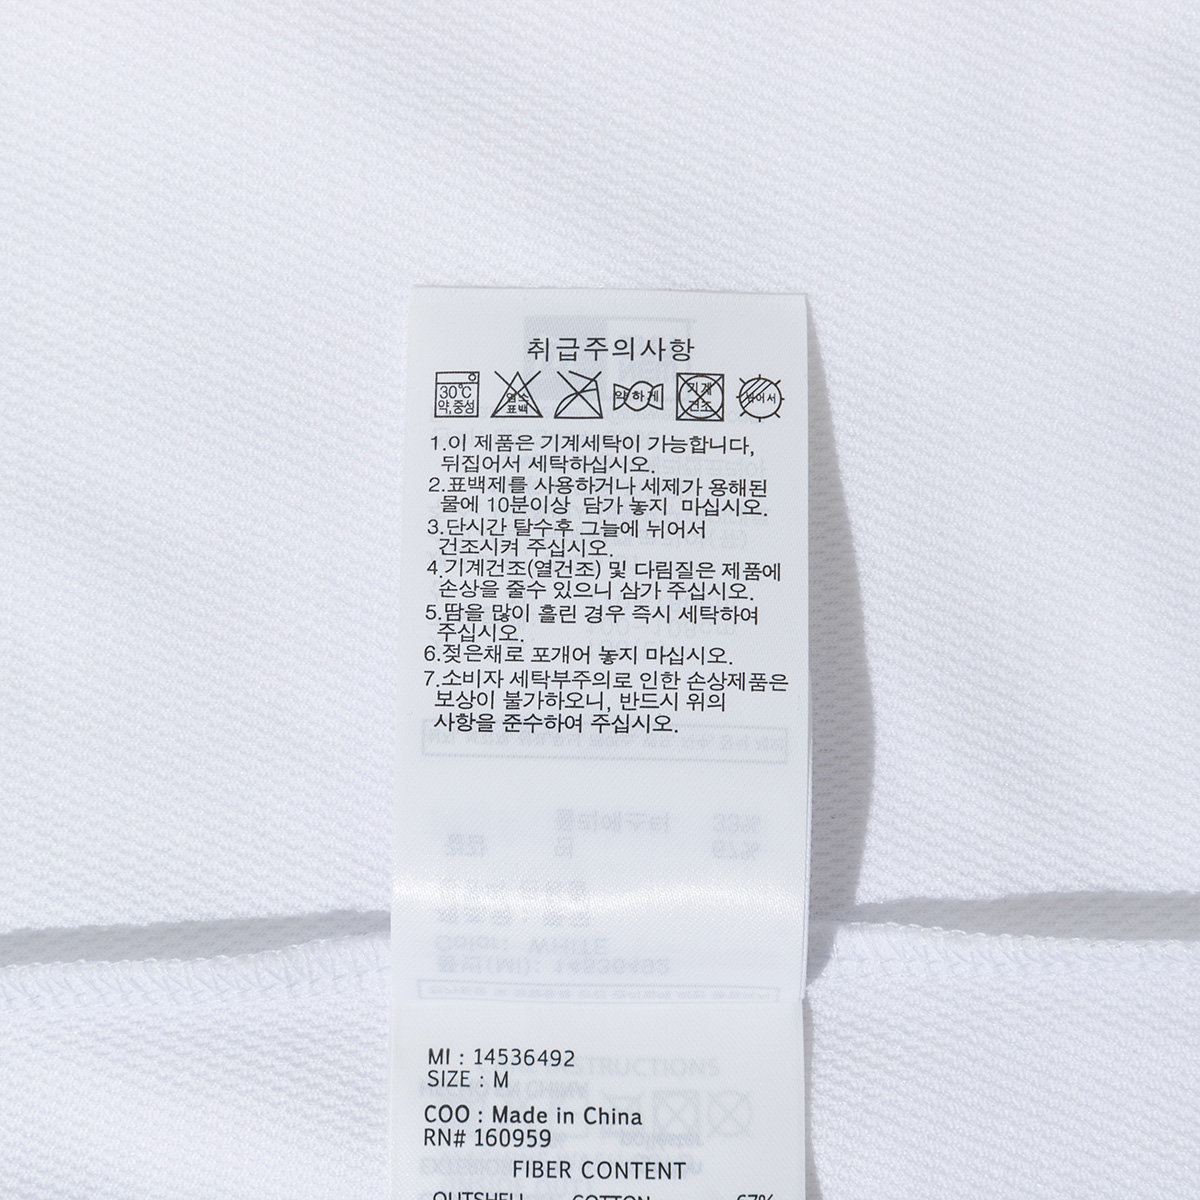 취급주의사항
30℃ 약,중성 염소 표백 약하게 기계 건조 뉘어서
1.이 제품은 기계세탁이 가능합니다,
뒤집어서 세탁하십시오.
2.표백제를 사용하거나 세제가 용해된
물에 10분이상 담가 놓지 마십시오.
3.단시간 탈수후 그늘에 뉘어서
건조시켜 주십시오.
4.기계건조(열건조) 및 다림질은 제품에
손상을 줄수 있으니 삼가 주십시오.
5.땀을 많이 흘린 경우 즉시 세탁하여
주십시오.
6.젖은채로 포개어 놓지 마십시오.
7.소비자 세탁부주의로 인한 손상제품은
보상이 불가하오니, 반드시 위의
사항을 준수하여 주십시오.
MI : 14536492
SIZE : M
COO : Made in China
RN# 160959
FIBER CONTENT
OUTSHELL COTTON 67%